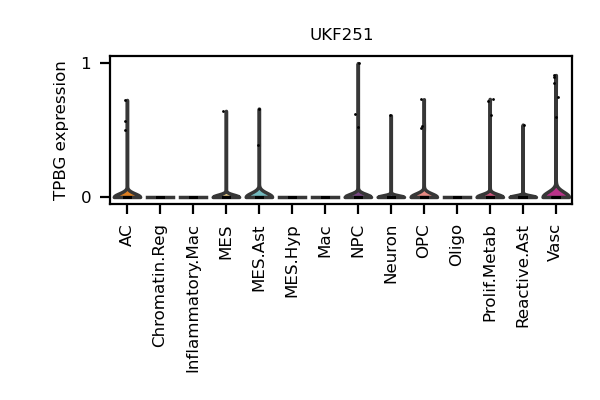 UKF251
TPBG expression
1
0
AC
Chromatin.Reg
Inflammatory.Mac
MES
MES.Ast
MES.Hyp
Mac
NPC
Neuron
OPC
Oligo
Prolif.Metab
Reactive.Ast
Vasc